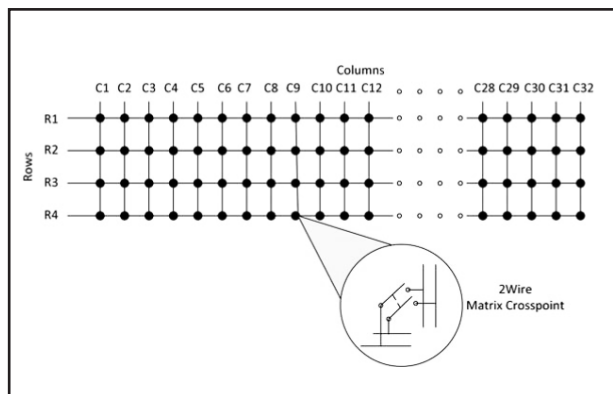 Columns
C1 C2 C3 C4 C5 C6 C7 C8 C9 C10 C11 C12 C28 C29 C30 C31 C32
Rows
R1
R2
R3
R4
2Wire
Matrix Crosspoint